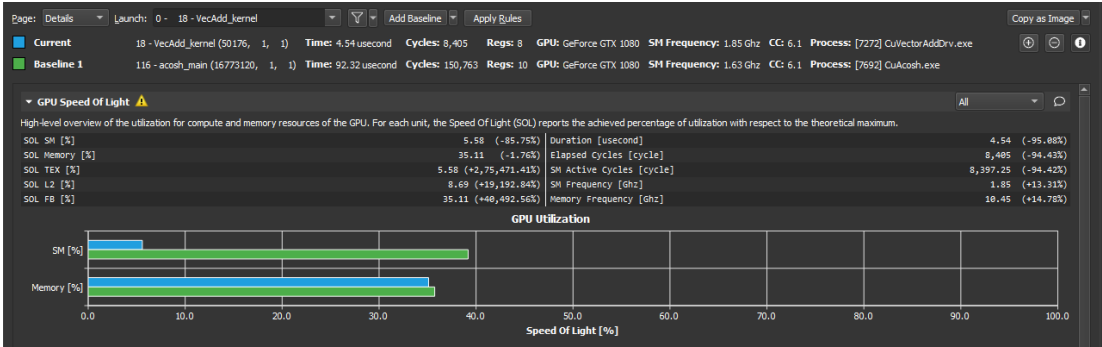 Page: Details Launch: 0 - 18 - VecAdd_kernel Add Baseline Apply Rules Copy as Image
Current 18 - VecAdd_kernel (50176, 1, 1) Time: 4.54 usecond Cycles: 8,405 Regs: 8 GPU: GeForce GTX 1080 SM Frequency: 1.85 Ghz CC: 6.1 Process: [7272] CuVectorAddDrv.exe
Baseline 1 116 - acosh_main (16773120, 1, 1) Time: 92.32 usecond Cycles: 150,763 Regs: 10 GPU: GeForce GTX 1080 SM Frequency: 1.63 Ghz CC: 6.1 Process: [7692] CuAcosh.exe
GPU Speed Of Light All
High-level overview of the utilization for compute and memory resources of the GPU. For each unit, the Speed Of Light (SOL) reports the achieved percentage of utilization with respect to the theoretical maximum.
SOL SM [%] 5.58 (-85.75%) Duration [usecond] 4.54 (-95.08%)
SOL Memory [%] 35.11 (-1.76%) Elapsed Cycles [cycle] 8,405 (-94.43%)
SOL TEX [%] 5.58 (+2,75,471.41%) SM Active Cycles [cycle] 8,397.25 (-94.42%)
SOL L2 [%] 8.69 (+19,192.84%) SM Frequency [Ghz] 1.85 (+13.31%)
SOL FB [%] 35.11 (+40,492.56%) Memory Frequency [Ghz] 10.45 (+14.78%)
GPU Utilization
SM [%]
Memory [%]
0.0 10.0 20.0 30.0 40.0 50.0 60.0 70.0 80.0 90.0 100.0
Speed Of Light [%]